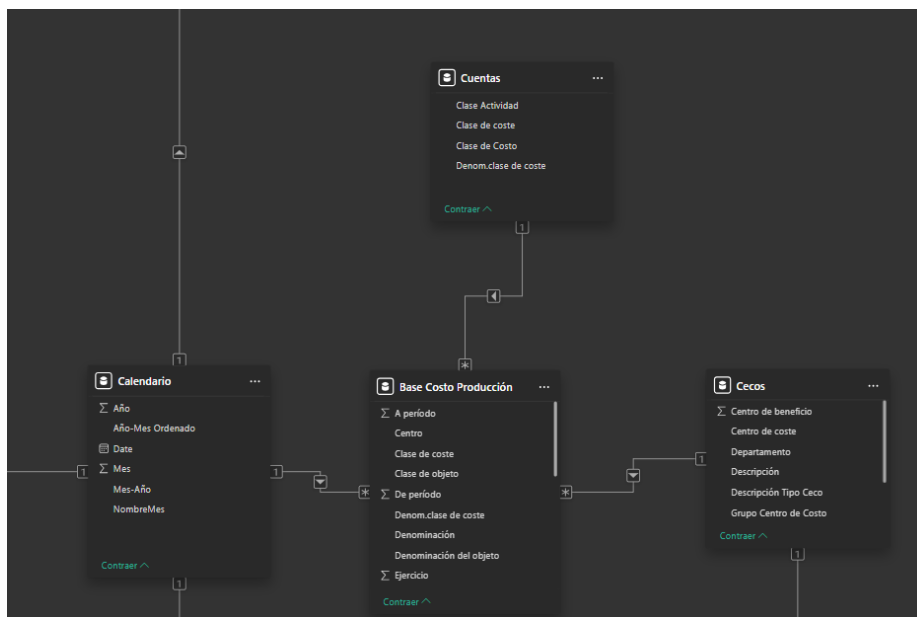 Cuentas
Clase Actividad
Clase de coste
Clase de Costo
Denom.clase de coste
Contraer
1
*
1
Calendario
Año
Año-Mes Ordenado
Date
Mes
Mes-Año
NombreMes
Contraer
1
1
1
Base Costo Producción
A período
Centro
Clase de coste
Clase de objeto
De período
Denom.clase de coste
Denominación
Denominación del objeto
Ejercicio
Contraer
*
*
Cecos
Centro de beneficio
Centro de coste
Departamento
Descripción
Descripción Tipo Ceco
Grupo Centro de Costo
Contraer
1
1